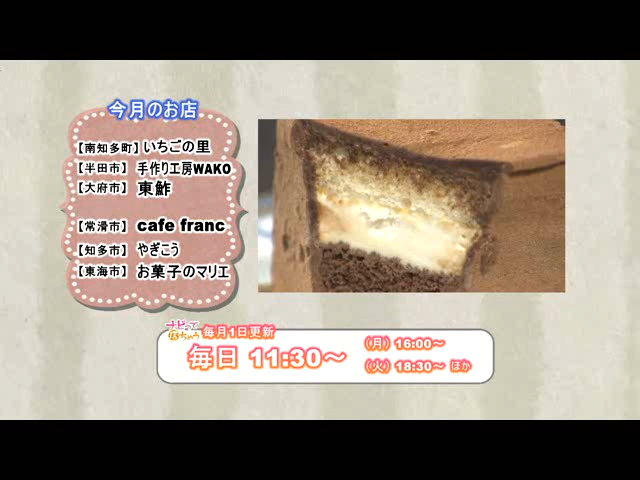 今月のお店
【南知多町】いちごの里
【半田市】手作り工房WAKO
【大府市】東鮓
【常滑市】cafe franc
【知多市】やぎこう
【東海市】お菓子のマリエ
毎月1日更新
毎日 11:30～
（月）16:00～
（火）18:30～ ほか